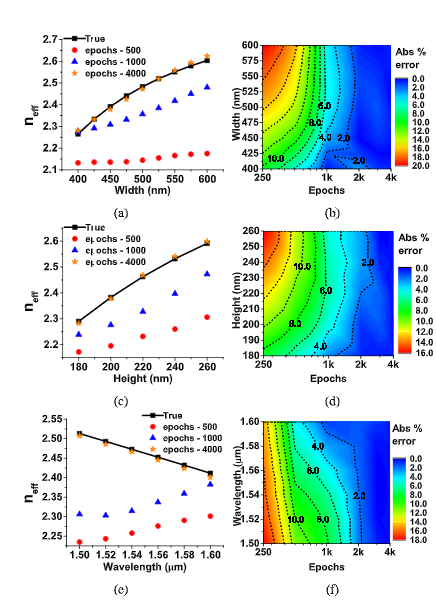 True
epochs - 500
epochs - 1000
epochs - 4000
2.7
2.6
2.5
2.4
2.3
2.2
2.1
neff
400 450 500 550 600
Width (nm)
(a)
600
575
550
525
500
475
450
425
400
Width (nm)
6.0
8.0
4.0 2.0
10.0 2.0
250 1k 2k 4k
Epochs
Abs %
error
0.0
2.0
4.0
6.0
8.0
10.0
12.0
14.0
16.0
18.0
20.0
(b)
True
epochs - 500
epochs - 1000
epochs - 4000
2.6
2.5
2.4
2.3
2.2
neff
180 200 220 240 260
Height (nm)
(c)
260
250
240
230
220
210
200
190
180
Height (nm)
2.0
10.0
6.0
8.0
4.0
250 1k 2k 4k
Epochs
Abs %
error
0.0
2.0
4.0
6.0
8.0
10.0
12.0
14.0
16.0
(d)
True
epochs - 500
epochs - 1000
epochs - 4000
2.55
2.50
2.45
2.40
2.35
2.30
2.25
neff
1.50 1.52 1.54 1.56 1.58 1.60
Wavelength (μm)
(e)
1.60
1.58
1.56
1.54
1.52
1.50
Wavelength (μm)
4.0
6.0
2.0
10.0 8.0
250 1k 2k 4k
Epochs
Abs %
error
0.0
2.0
4.0
6.0
8.0
10.0
12.0
14.0
16.0
18.0
(f)